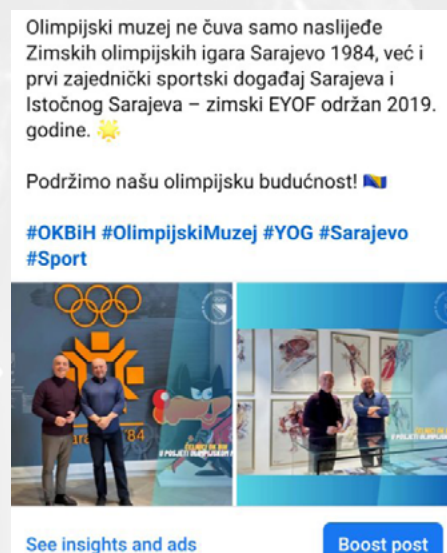 Olimpijski muzej ne čuva samo naslijeđe
Zimskih olimpijskih igara Sarajevo 1984, već i
prvi zajednički sportski događaj Sarajeva i
Istočnog Sarajeva – zimski EYOF održan 2019.
godine. 🌟
Podržimo našu olimpijsku budućnost! 🇧🇦
#OKBiH #OlimpijskiMuzej #YOG #Sarajevo
#Sport
U POSJETI OLIMPIJSKOM
See insights and ads
Boost post